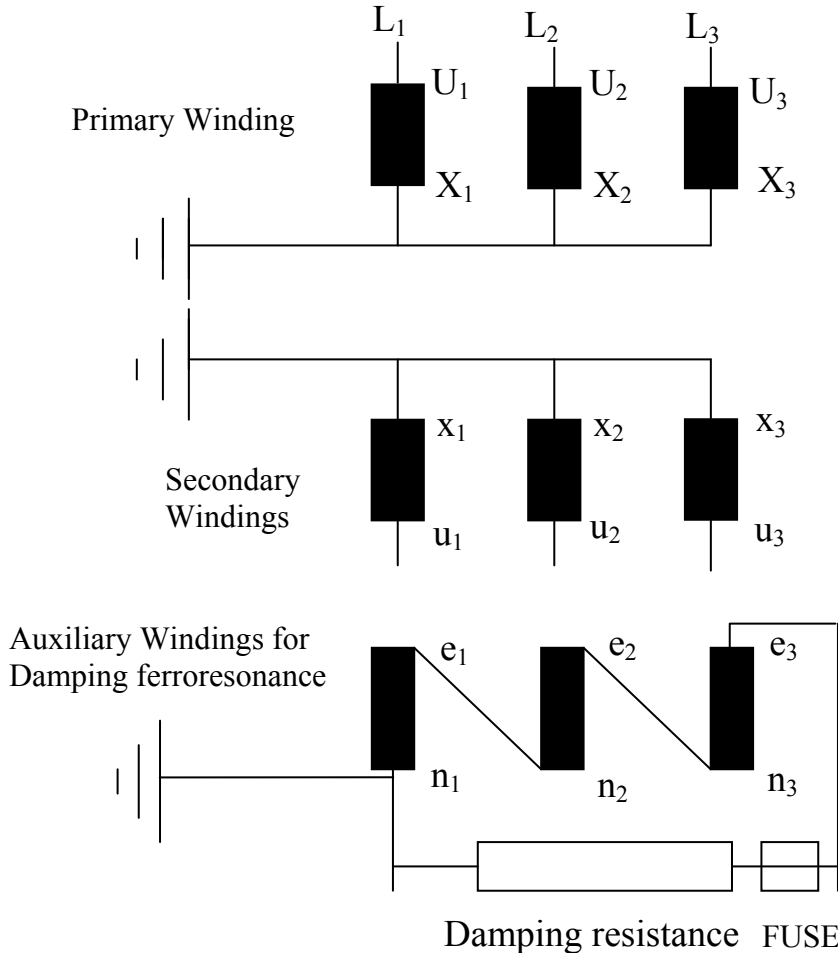 L₁ L₂ L₃
U₁ U₂ U₃
Primary Winding
X₁ X₂ X₃
x₁ x₂ x₃
Secondary
Windings
u₁ u₂ u₃
Auxiliary Windings for
Damping ferroresonance
e₁ e₂ e₃
n₁ n₂ n₃
Damping resistance FUSE